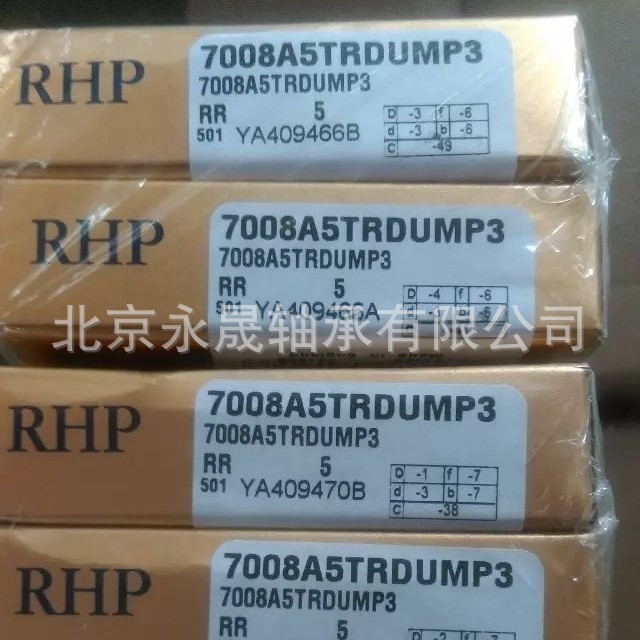 RHP
7008A5TRDUMP3
7008A5TRDUMP3
RR 5
501 YA409466B
D -3 f -6
d -3 b -6
C -49
RHP
7008A5TRDUMP3
7008A5TRDUMP3
RR 5
501 YA409466A
D -4 f -6
北京永晟轴承有限公司
RHP
7008A5TRDUMP3
7008A5TRDUMP3
RR 5
501 YA409470B
D -1 f -7
d -3 b -7
C -38
RHP
7008A5TRDUMP3
7008A5TRDUMP3
RR 5